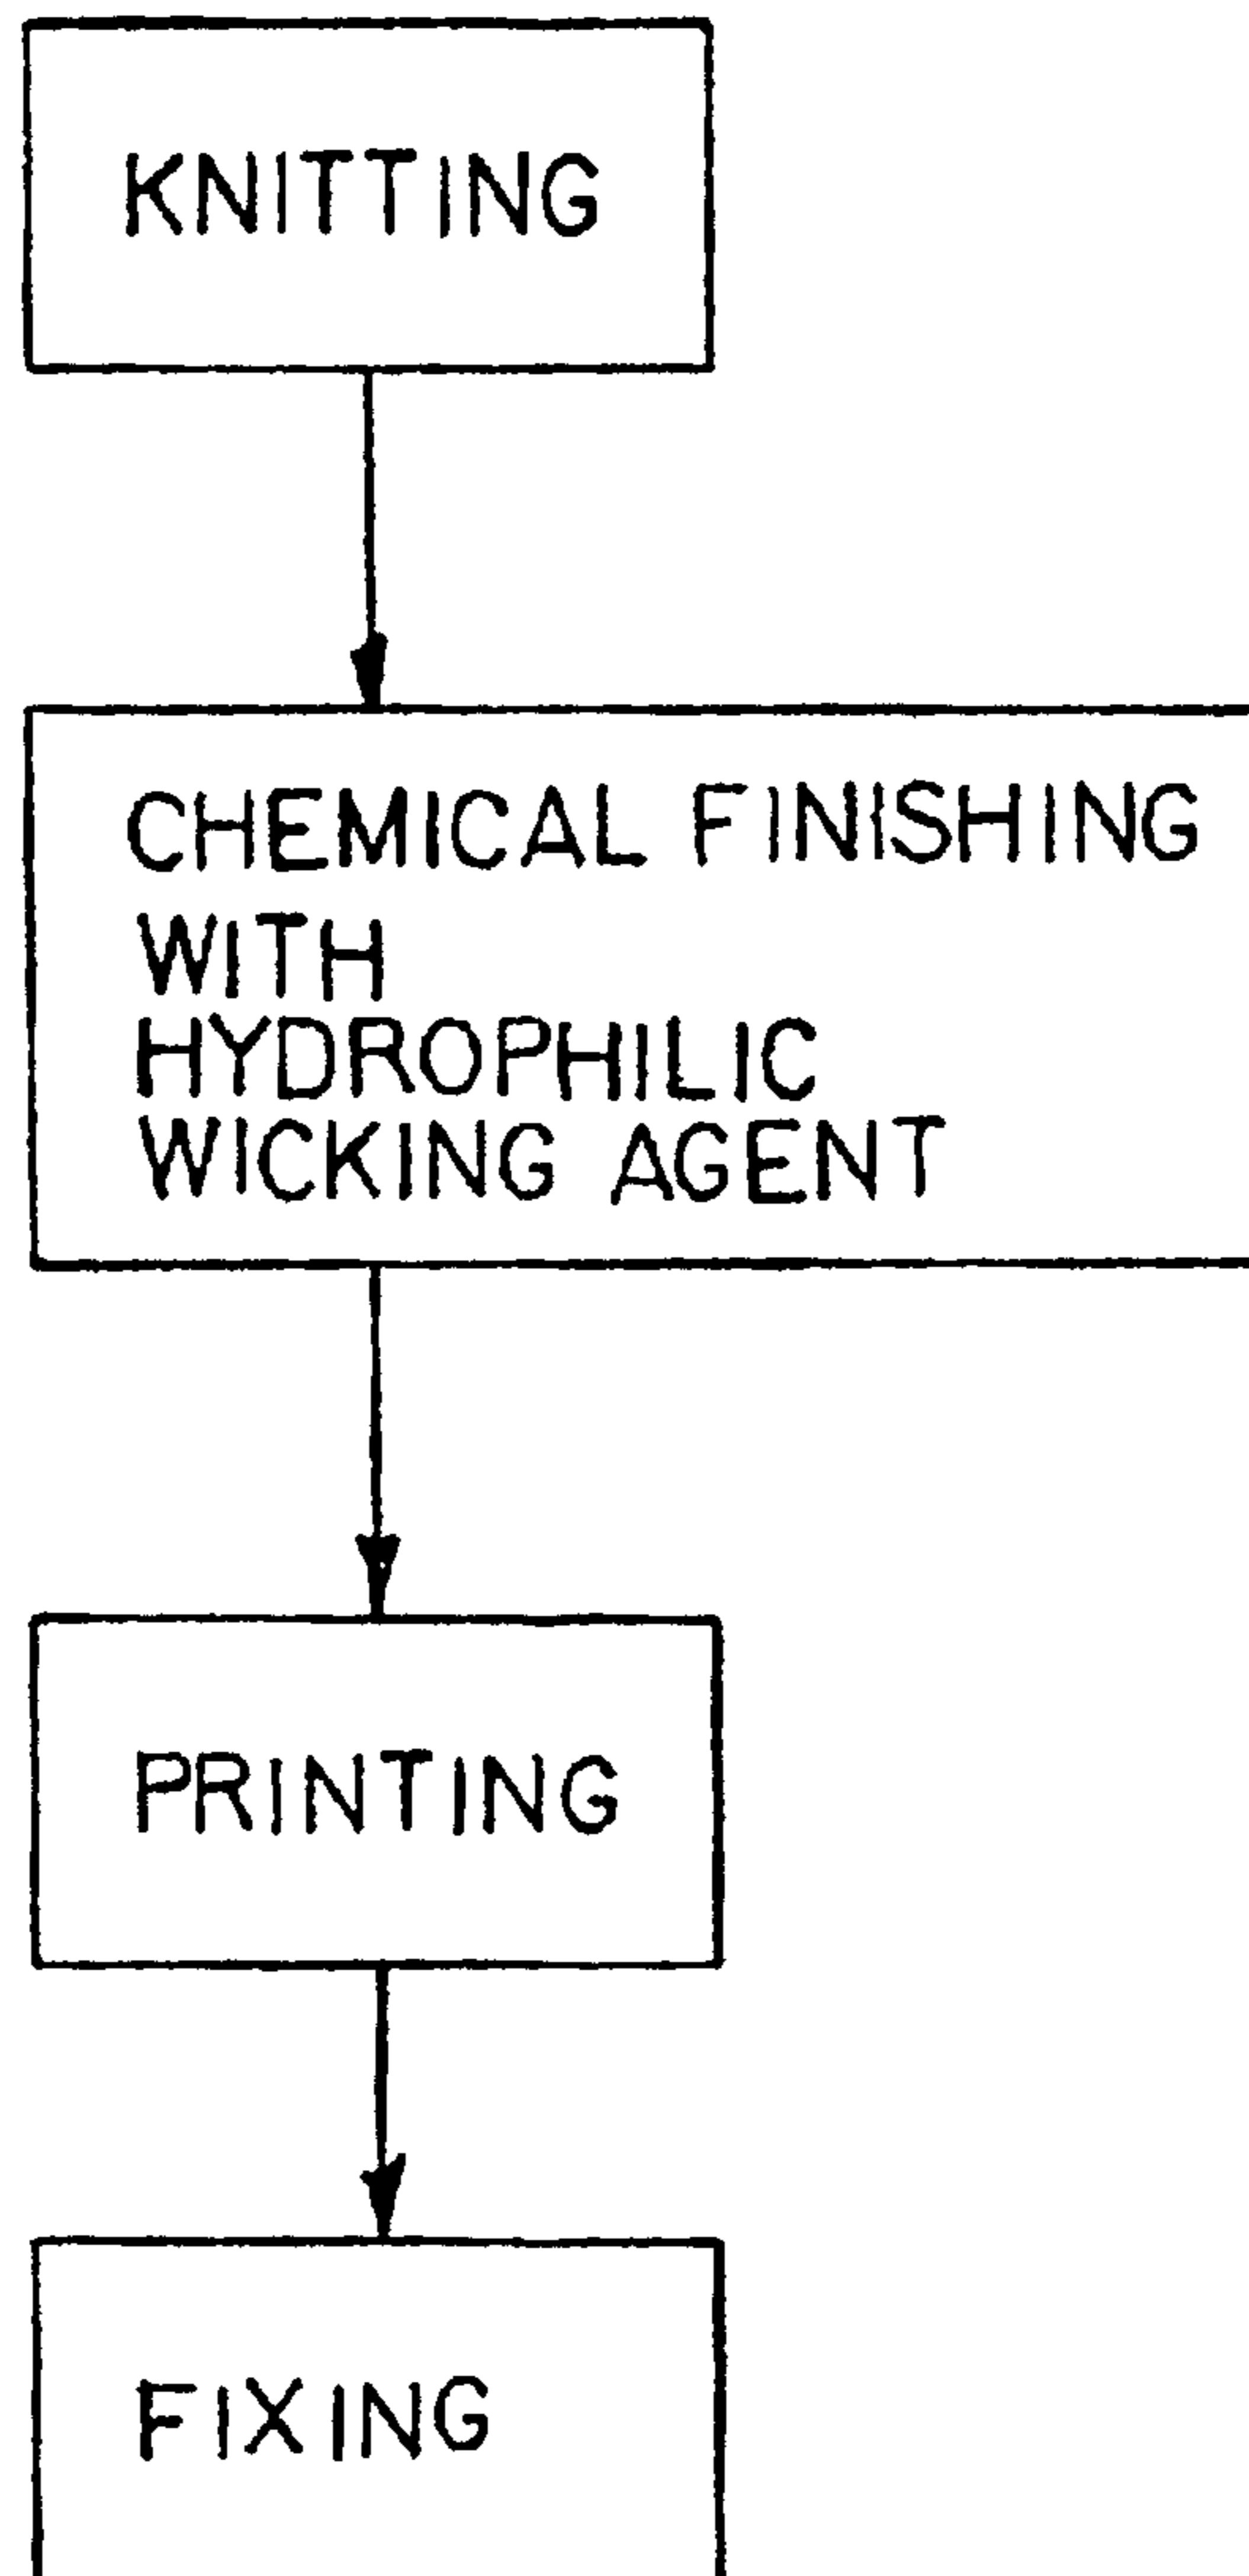 KNITTING
CHEMICAL FINISHING
WITH
HYDROPHILIC
WICKING AGENT
PRINTING
FIXING